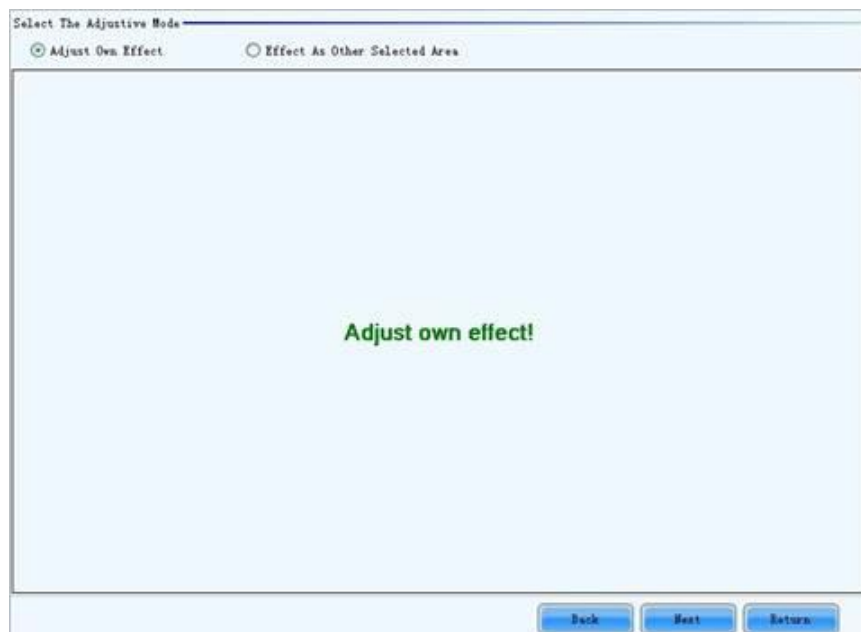 Select The Adjustive Mode
Adjust Own Effect Effect As Other Selected Area
Adjust own effect!
Back Next Return